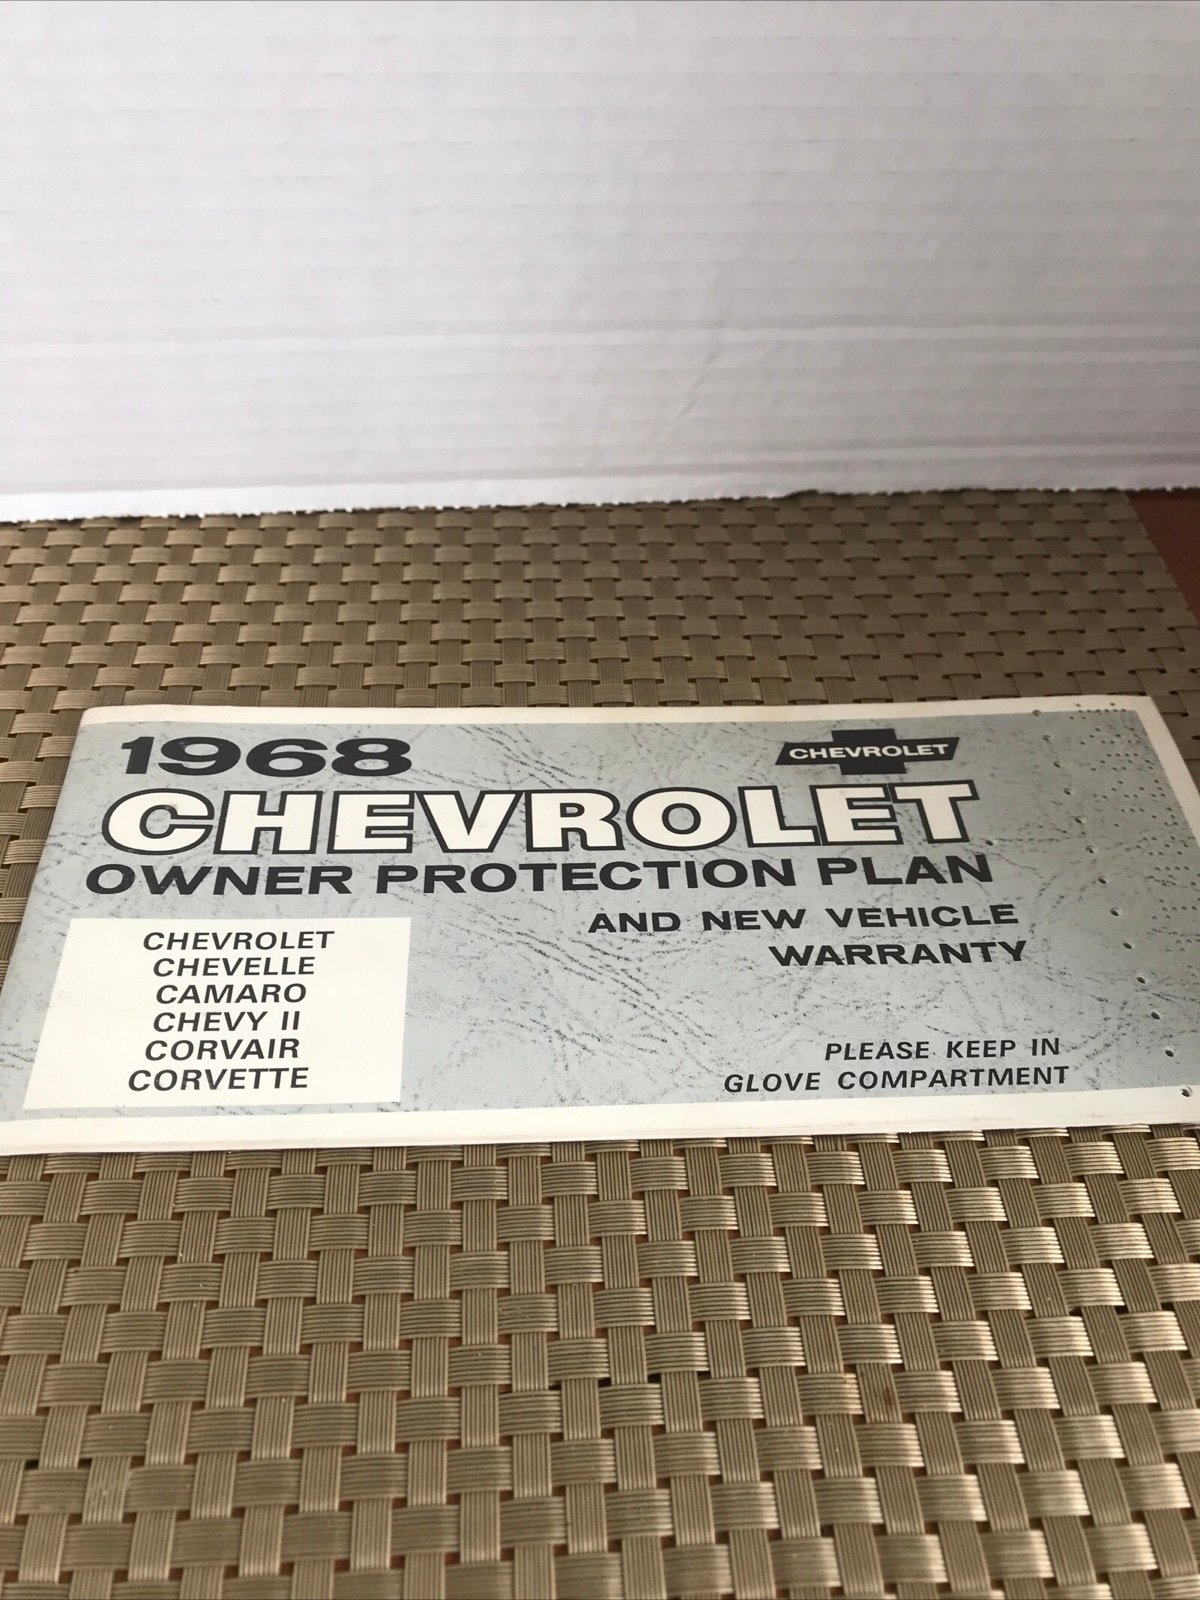 1968
CHEVROLET
CHEVROLET
OWNER PROTECTION PLAN
AND NEW VEHICLE
WARRANTY
CHEVROLET
CHEVELLE
CAMARO
CHEVY II
CORVAIR
CORVETTE
PLEASE KEEP IN
GLOVE COMPARTMENT